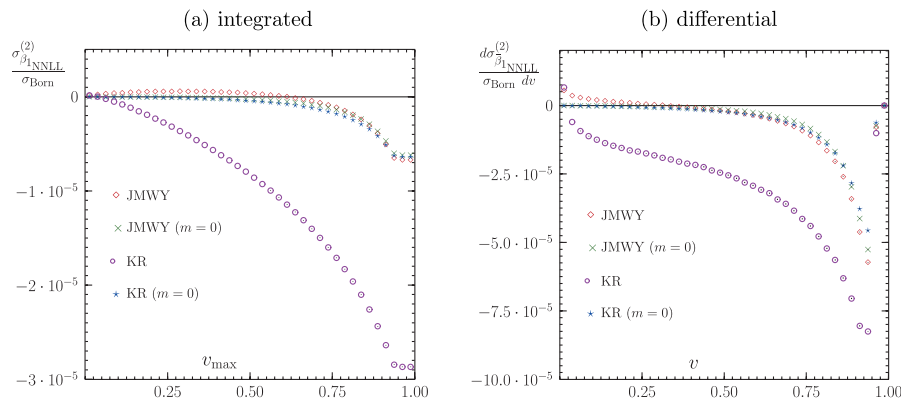 (a) integrated
σ^{(2)}_{β̄_1 NNLL}
σ_Born
0
−1 · 10^{−5}
−2 · 10^{−5}
−3 · 10^{−5}
JMWY
JMWY (m = 0)
KR
KR (m = 0)
v_max
0.25
0.50
0.75
1.00
(b) differential
dσ^{(2)}_{β̄_1 NNLL}
σ_Born dv
0
−2.5 · 10^{−5}
−5.0 · 10^{−5}
−7.5 · 10^{−5}
−10.0 · 10^{−5}
JMWY
JMWY (m = 0)
KR
KR (m = 0)
v
0.25
0.50
0.75
1.00